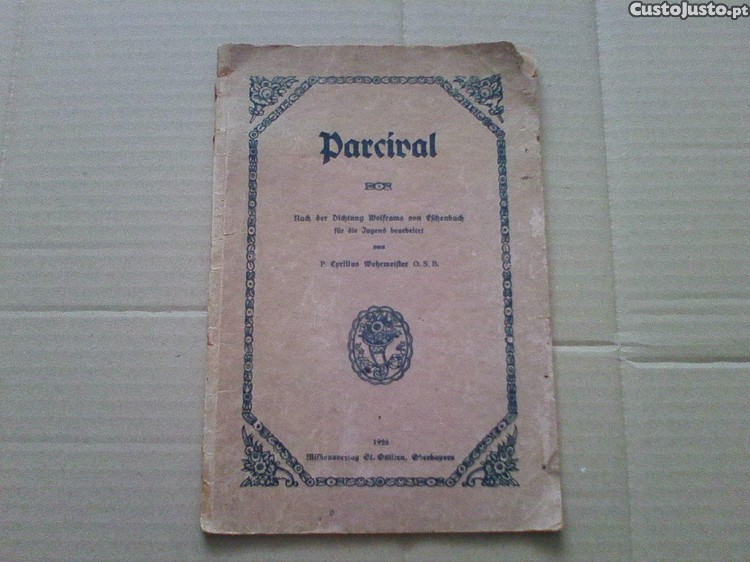 CustoJusto.pt
Parcival
Nach der Dichtung Wolframs von Eschenbach
für die Jugend bearbeitet
von
P. Cyrillus Wehrmeister O. S. B.
1926
Missionsverlag St. Ottilien, Oberbayern